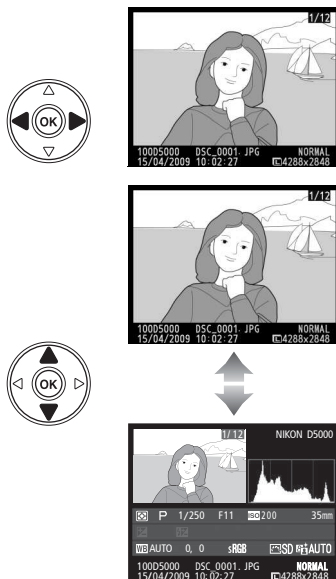 1/12
OK
100D5000 DSC_0001. JPG NORMAL
15/04/2009 10:02:27 4288x2848
1/12
100D5000 DSC_0001. JPG NORMAL
15/04/2009 10:02:27 4288x2848
OK
1/12 NIKON D5000
P 1/250 F11 ISO 200 35mm
WB AUTO 0, 0 sRGB SD AUTO
100D5000 DSC_0001. JPG NORMAL
15/04/2009 10:02:27 4288x2848